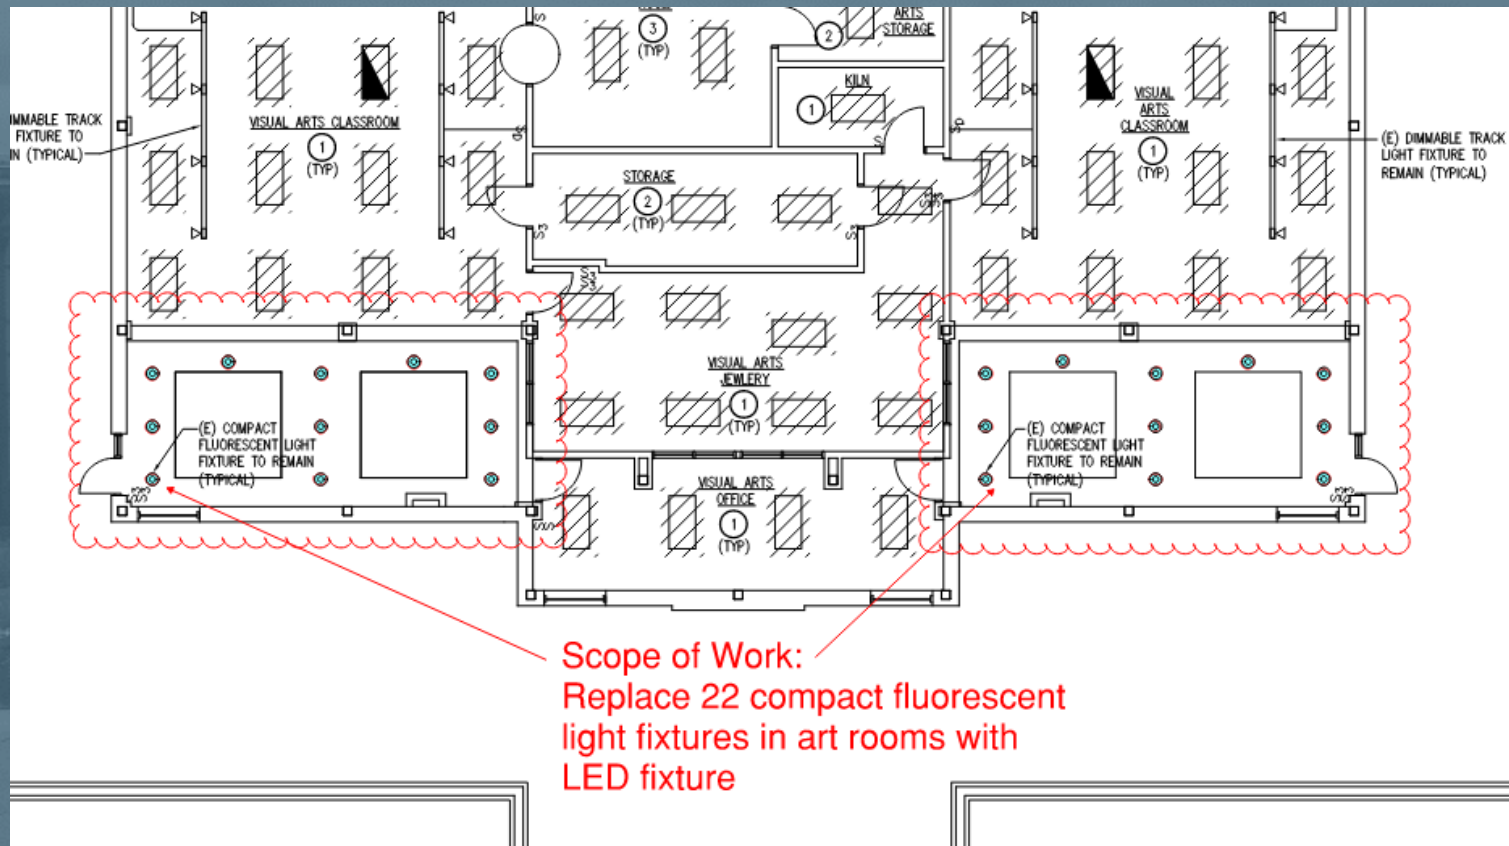 3
(TYP)
2
ARTS
STORAGE
KILN
1
IMMABLE TRACK
FIXTURE TO
IN (TYPICAL)
VISUAL ARTS CLASSROOM
1
(TYP)
STORAGE
2
(TYP)
VISUAL
ARTS
CLASSROOM
1
(TYP)
(E) DIMMABLE TRACK
LIGHT FIXTURE TO
REMAIN (TYPICAL)
S3
S3
VISUAL ARTS
JEWLERY
1
(TYP)
(E) COMPACT
FLUORESCENT LIGHT
FIXTURE TO REMAIN
(TYPICAL)
(E) COMPACT
FLUORESCENT LIGHT
FIXTURE TO REMAIN
(TYPICAL)
VISUAL ARTS
OFFICE
1
(TYP)
Scope of Work:
Replace 22 compact fluorescent
light fixtures in art rooms with
LED fixture